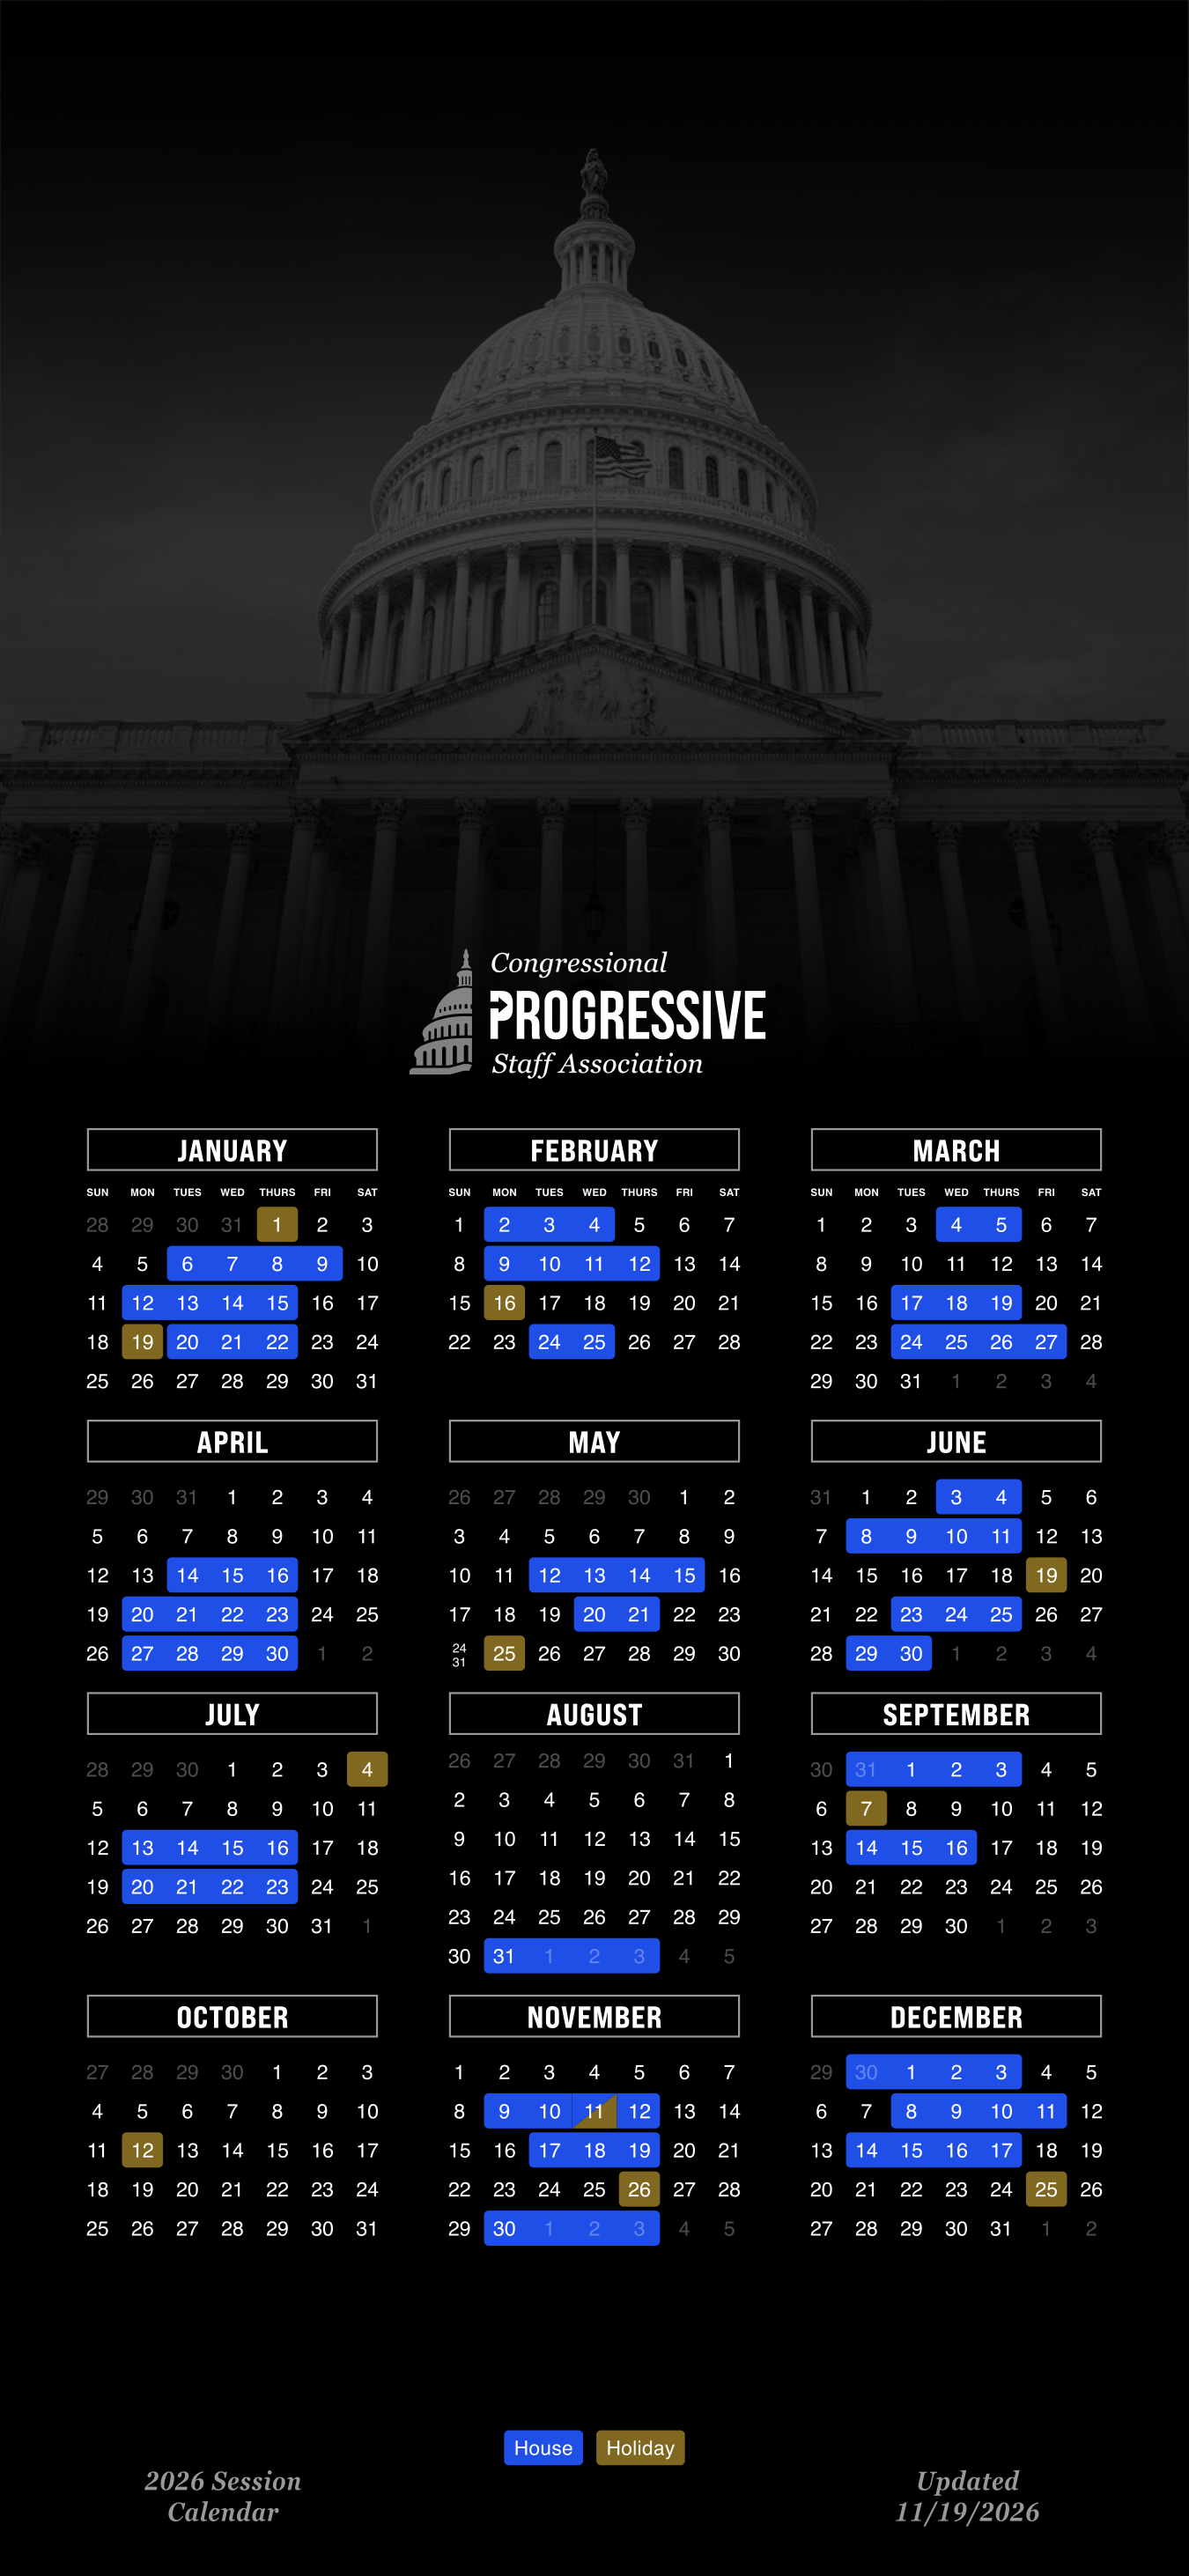 Congressional
PROGRESSIVE
Staff Association
JANUARY
SUN MON TUES WED THURS FRI SAT
28 29 30 31 1 2 3
4 5 6 7 8 9 10
11 12 13 14 15 16 17
18 19 20 21 22 23 24
25 26 27 28 29 30 31
FEBRUARY
SUN MON TUES WED THURS FRI SAT
1 2 3 4 5 6 7
8 9 10 11 12 13 14
15 16 17 18 19 20 21
22 23 24 25 26 27 28
MARCH
SUN MON TUES WED THURS FRI SAT
1 2 3 4 5 6 7
8 9 10 11 12 13 14
15 16 17 18 19 20 21
22 23 24 25 26 27 28
29 30 31 1 2 3 4
APRIL
29 30 31 1 2 3 4
5 6 7 8 9 10 11
12 13 14 15 16 17 18
19 20 21 22 23 24 25
26 27 28 29 30 1 2
MAY
26 27 28 29 30 1 2
3 4 5 6 7 8 9
10 11 12 13 14 15 16
17 18 19 20 21 22 23
24
31 25 26 27 28 29 30
JUNE
31 1 2 3 4 5 6
7 8 9 10 11 12 13
14 15 16 17 18 19 20
21 22 23 24 25 26 27
28 29 30 1 2 3 4
JULY
28 29 30 1 2 3 4
5 6 7 8 9 10 11
12 13 14 15 16 17 18
19 20 21 22 23 24 25
26 27 28 29 30 31 1
AUGUST
26 27 28 29 30 31 1
2 3 4 5 6 7 8
9 10 11 12 13 14 15
16 17 18 19 20 21 22
23 24 25 26 27 28 29
30 31 1 2 3 4 5
SEPTEMBER
30 31 1 2 3 4 5
6 7 8 9 10 11 12
13 14 15 16 17 18 19
20 21 22 23 24 25 26
27 28 29 30 1 2 3
OCTOBER
27 28 29 30 1 2 3
4 5 6 7 8 9 10
11 12 13 14 15 16 17
18 19 20 21 22 23 24
25 26 27 28 29 30 31
NOVEMBER
1 2 3 4 5 6 7
8 9 10 11 12 13 14
15 16 17 18 19 20 21
22 23 24 25 26 27 28
29 30 1 2 3 4 5
DECEMBER
29 30 1 2 3 4 5
6 7 8 9 10 11 12
13 14 15 16 17 18 19
20 21 22 23 24 25 26
27 28 29 30 31 1 2
House Holiday
2026 Session
Calendar
Updated
11/19/2026